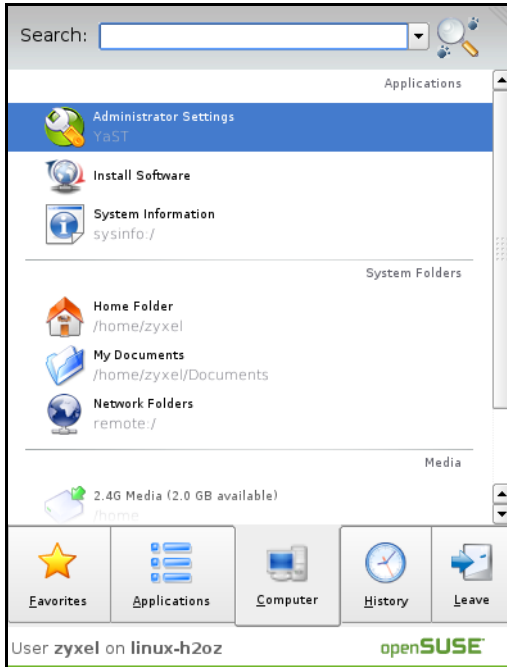 Search:
Applications
Administrator Settings
YaST
Install Software
System Information
sysinfo:/
System Folders
Home Folder
/home/zyxel
My Documents
/home/zyxel/Documents
Network Folders
remote:/
Media
2.4G Media (2.0 GB available)
/home
Favorites Applications Computer History Leave
User zyxel on linux-h2oz openSUSE